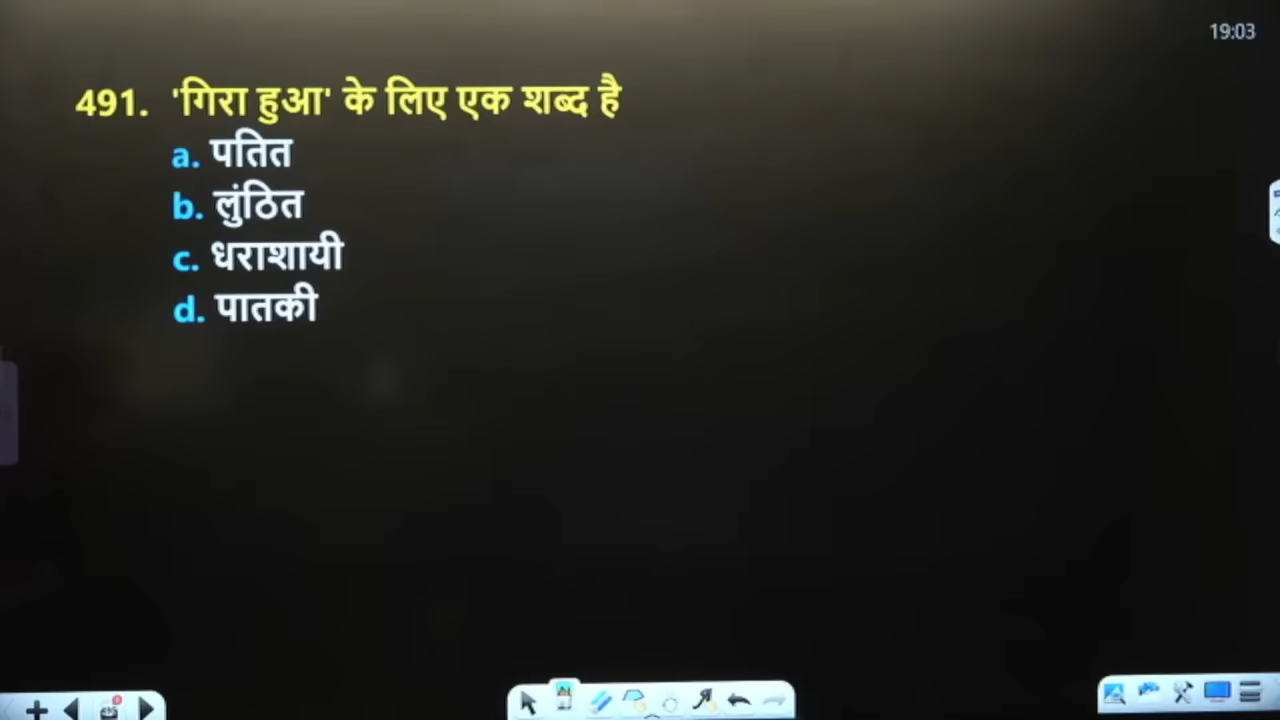 19:03
491. 'गिरा हुआ' के लिए एक शब्द है
a. पतित
b. लुंठित
c. धराशायी
d. पातकी